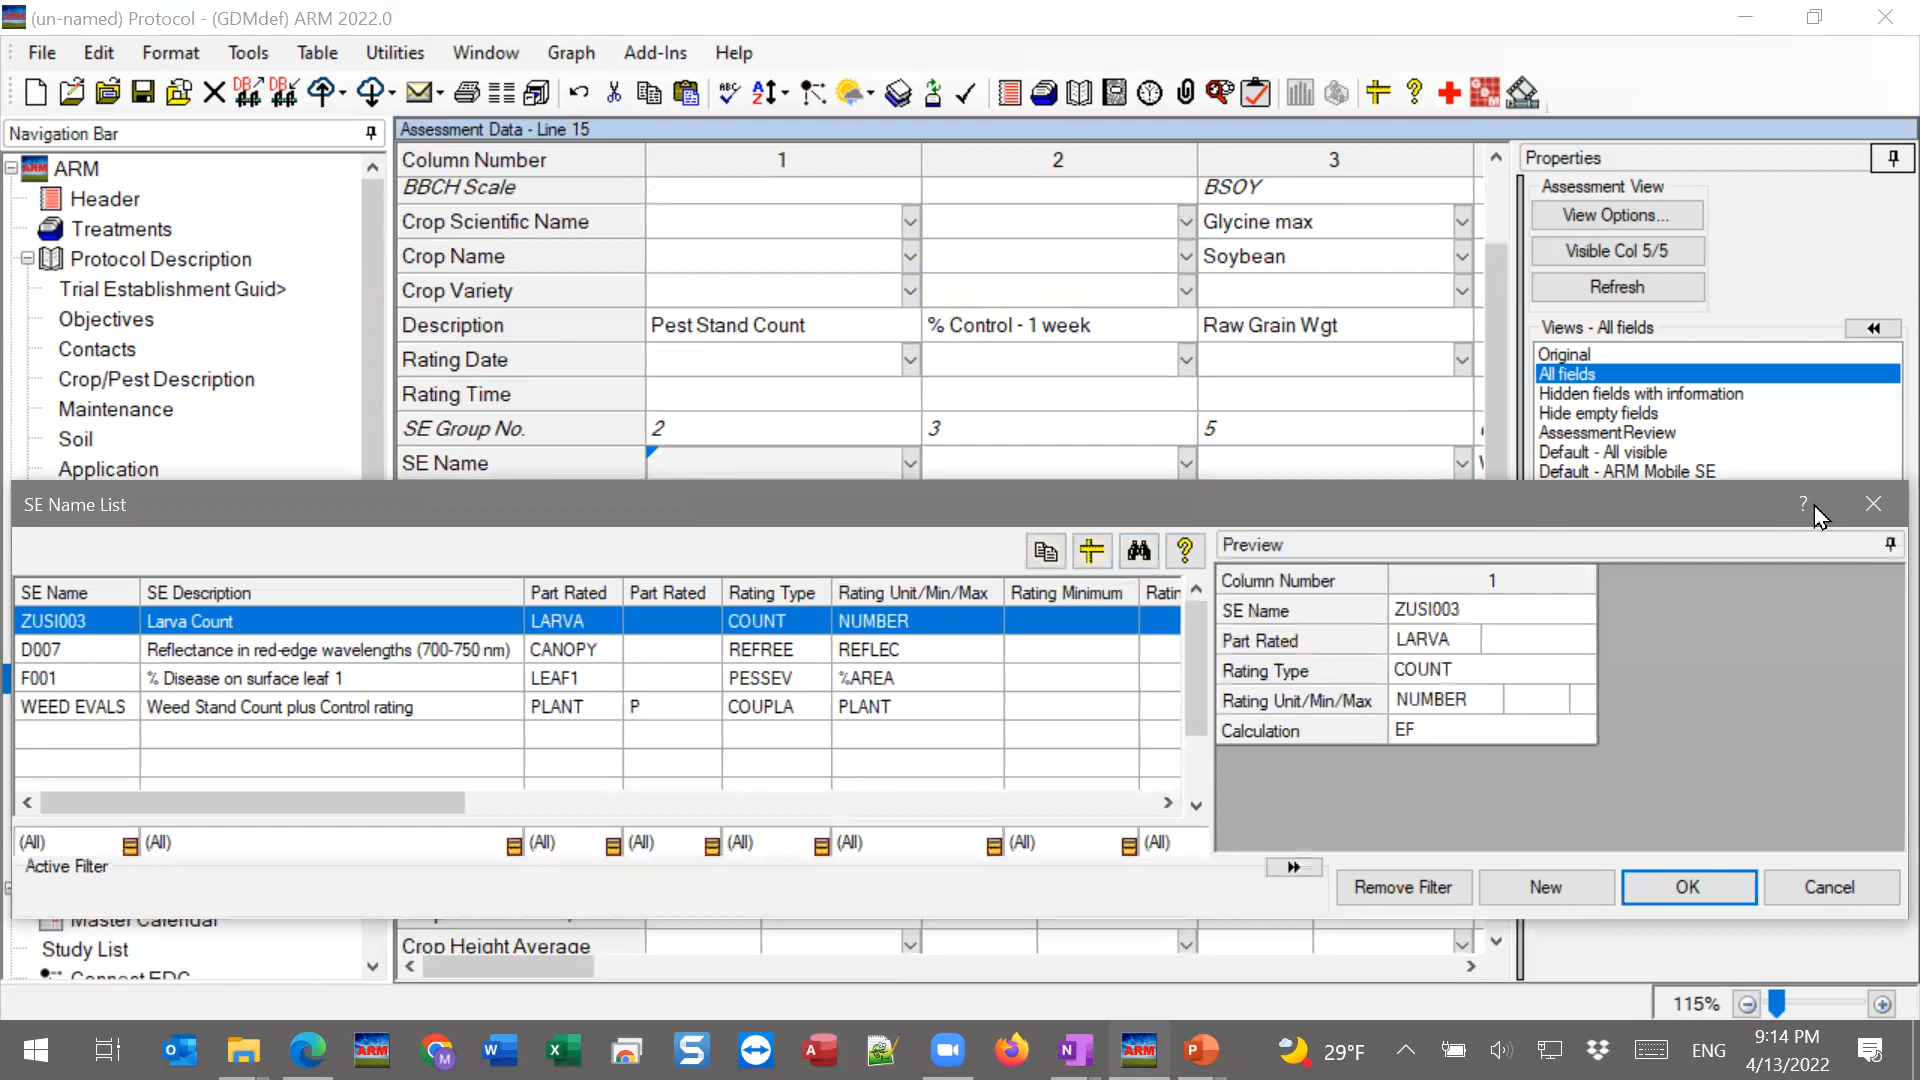 (un-named) Protocol - (GDMdef) ARM 2022.0
File Edit Format Tools Table Utilities Window Graph Add-Ins Help
Navigation Bar
ARM
Header
Treatments
Protocol Description
Trial Establishment Guid>
Objectives
Contacts
Crop/Pest Description
Maintenance
Soil
Application
Assessment Data - Line 15
Column Number 1 2 3
BBCH Scale BSOY
Crop Scientific Name Glycine max
Crop Name Soybean
Crop Variety
Description Pest Stand Count % Control - 1 week Raw Grain Wgt
Rating Date
Rating Time
SE Group No. 2 3 5
SE Name
Properties
Assessment View
View Options...
Visible Col 5/5
Refresh
Views - All fields
Original
All fields
Hidden fields with information
Hide empty fields
AssessmentReview
Default - All visible
Default - ARM Mobile SE
SE Name List
SE Name SE Description Part Rated Part Rated Rating Type Rating Unit/Min/Max Rating Minimum Ratin
ZUSI003 Larva Count LARVA COUNT NUMBER
D007 Reflectance in red-edge wavelengths (700-750 nm) CANOPY REFREE REFLEC
F001 % Disease on surface leaf 1 LEAF1 PESSEV %AREA
WEED EVALS Weed Stand Count plus Control rating PLANT P COUPLA PLANT
(All) (All) (All) (All) (All) (All) (All) (All)
Active Filter
Preview
Column Number 1
SE Name ZUSI003
Part Rated LARVA
Rating Type COUNT
Rating Unit/Min/Max NUMBER
Calculation EF
Remove Filter New OK Cancel
Master Calendar
Study List
Connect EDC
Crop Height Average
115%
29°F
ENG
9:14 PM
4/13/2022